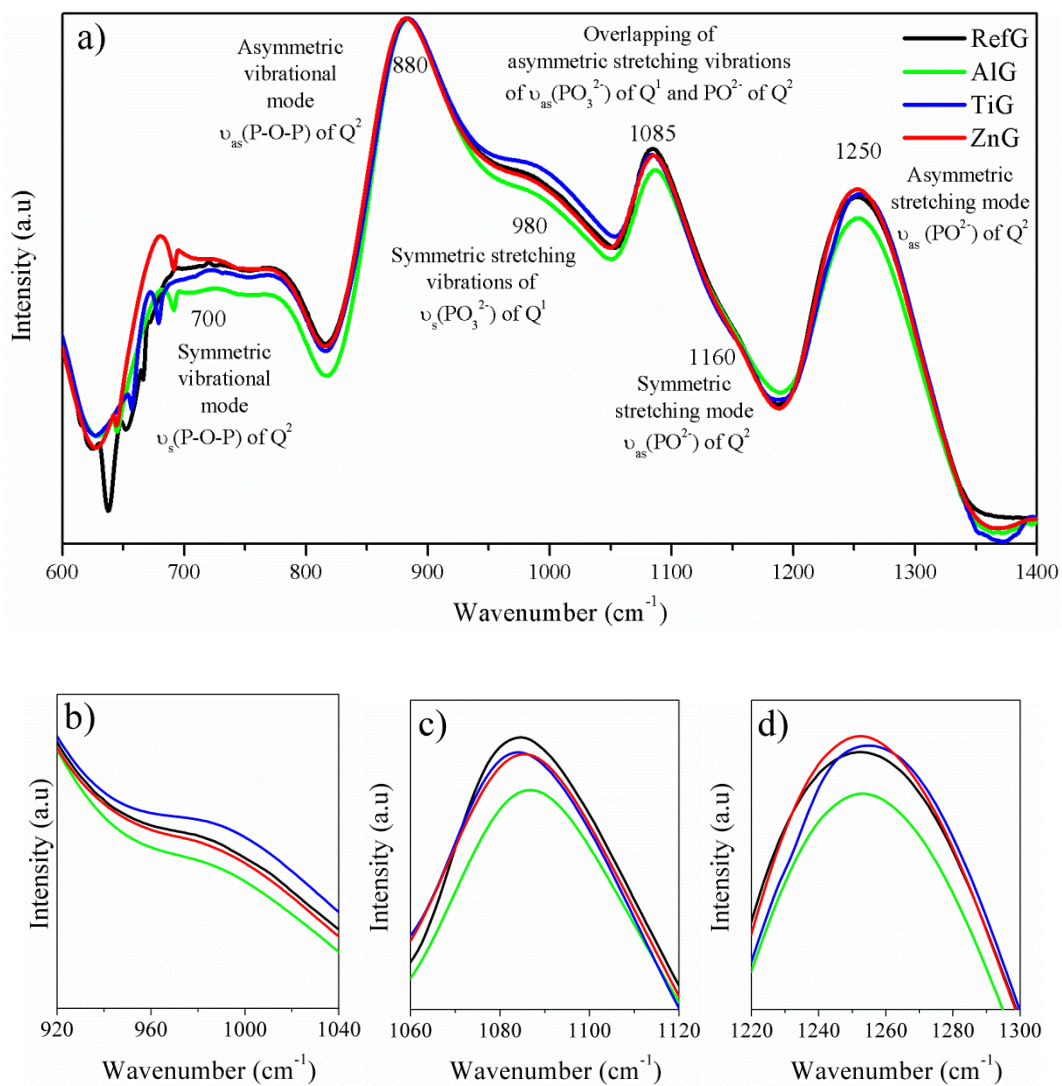 a)
Asymmetric
vibrational
mode
υas(P-O-P) of Q²
880
Overlapping of
asymmetric stretching vibrations
of υas(PO₃²⁻) of Q¹ and PO²⁻ of Q²
1085
RefG
AlG
TiG
ZnG
1250
Asymmetric
stretching mode
υas (PO²⁻) of Q²
980
Symmetric stretching
vibrations of
υs(PO₃²⁻) of Q¹
700
Symmetric
vibrational
mode
υs(P-O-P) of Q²
1160
Symmetric
stretching mode
υas(PO²⁻) of Q²
Intensity (a.u)
600 700 800 900 1000 1100 1200 1300 1400
Wavenumber (cm⁻¹)
b)
Intensity (a.u)
920 960 1000 1040
Wavenumber (cm⁻¹)
c)
Intensity (a.u)
1060 1080 1100 1120
Wavenumber (cm⁻¹)
d)
Intensity (a.u)
1220 1240 1260 1280 1300
Wavenumber (cm⁻¹)